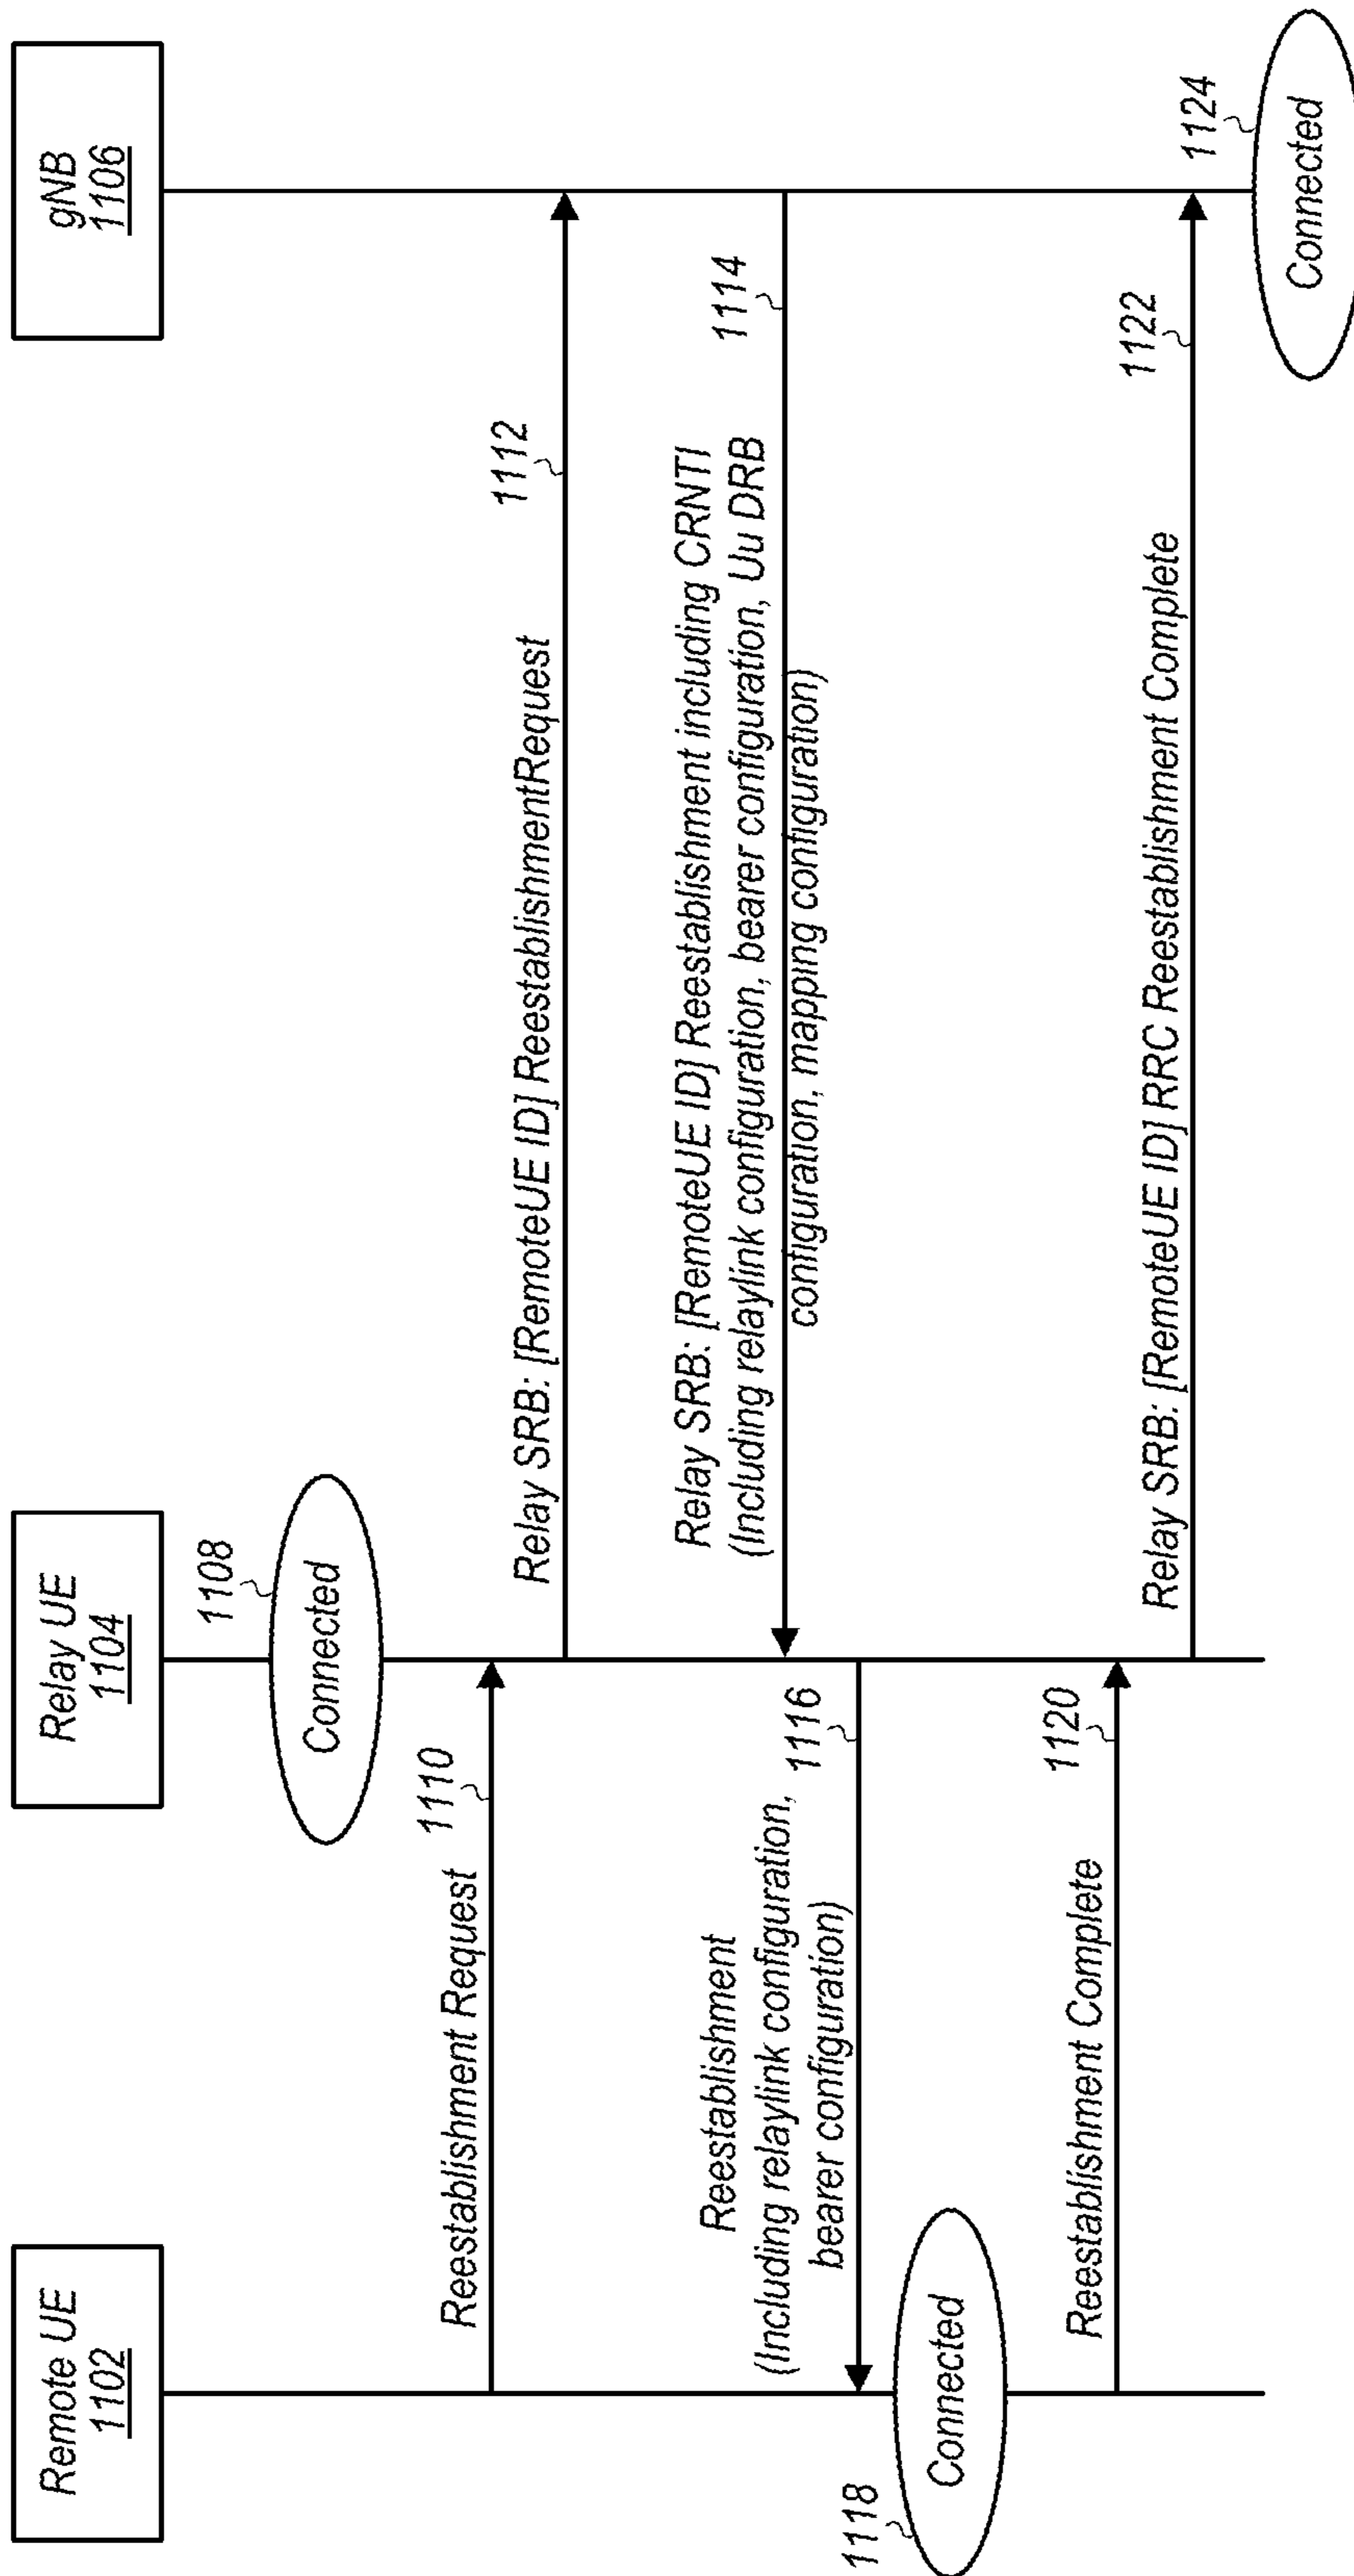 Remote UE
1102
Relay UE
1104
gNB
1106
1108
Connected
Reestablishment Request
1110
Relay SRB: [RemoteUE ID] ReestablishmentRequest
1112
Relay SRB: [RemoteUE ID] Reestablishment including CRNTI
(Including relaylink configuration, bearer configuration, Uu DRB
configuration, mapping configuration)
1114
Reestablishment
(Including relaylink configuration,
bearer configuration)
1116
1118
Connected
Reestablishment Complete
1120
Relay SRB: [RemoteUE ID] RRC Reestablishment Complete
1122
1124
Connected